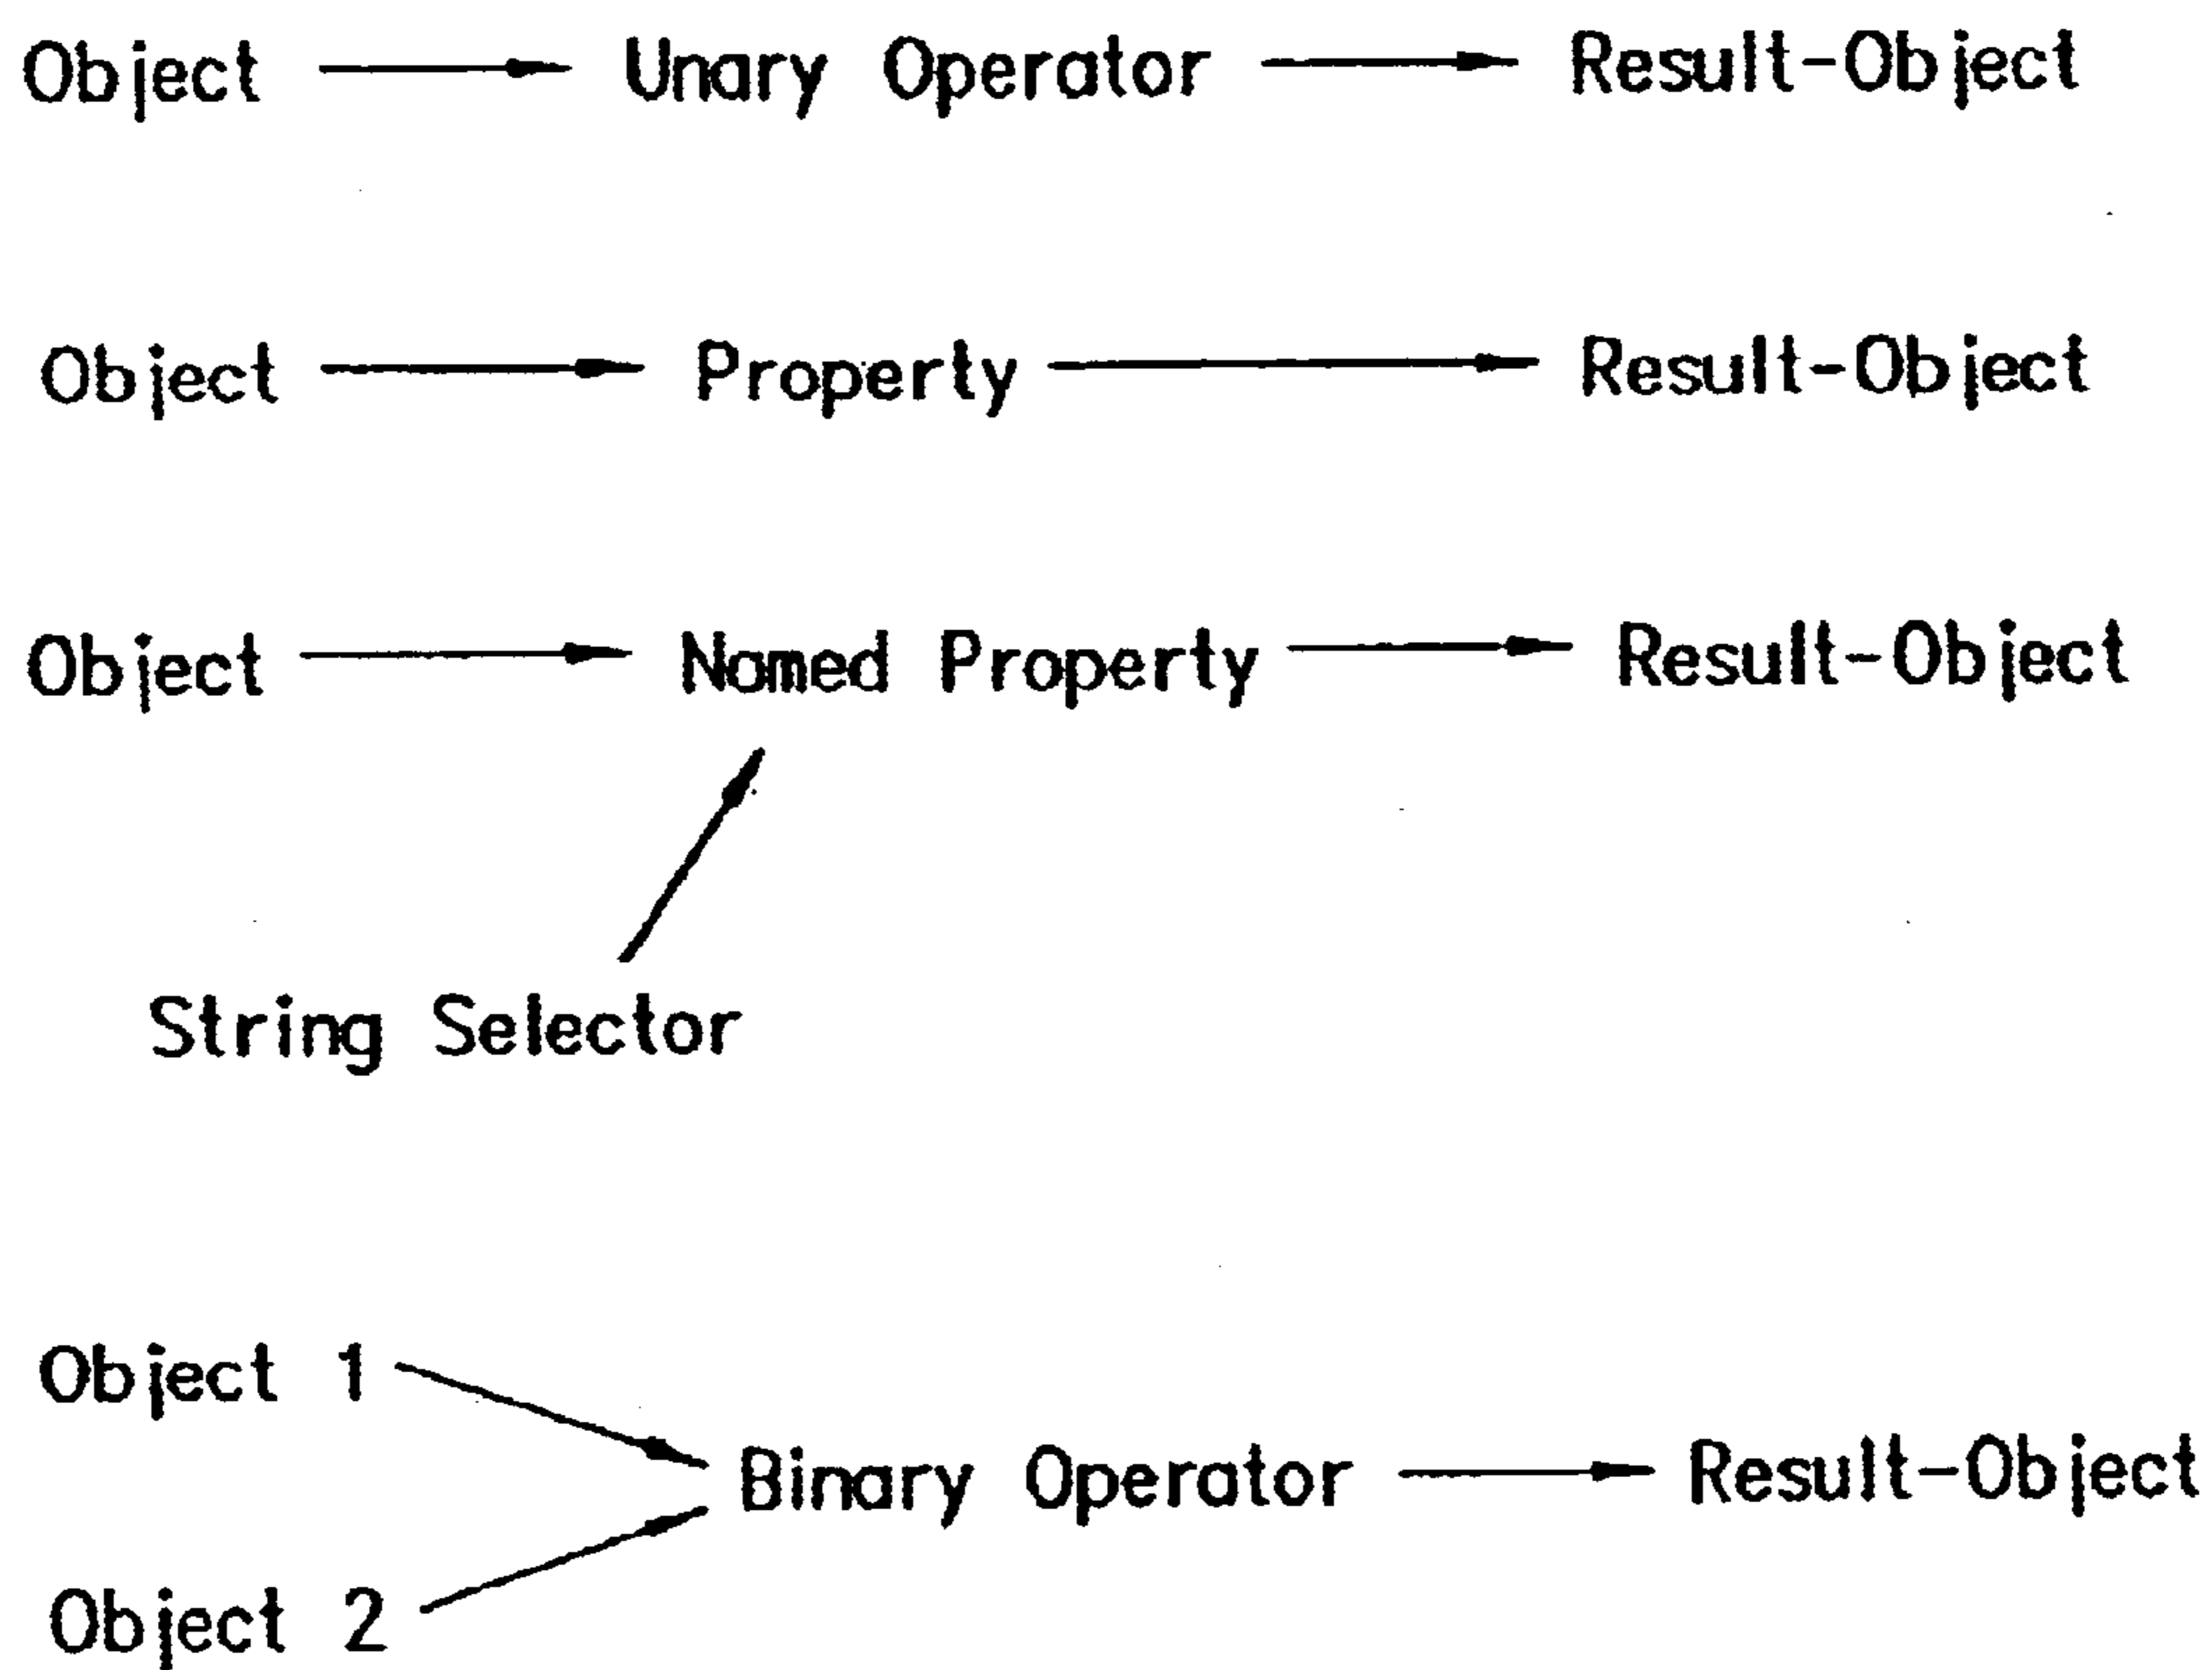 Object Unary Operator Result-Object
Object Property Result-Object
Object Named Property Result-Object
String Selector
Object 1
Binary Operator Result-Object
Object 2